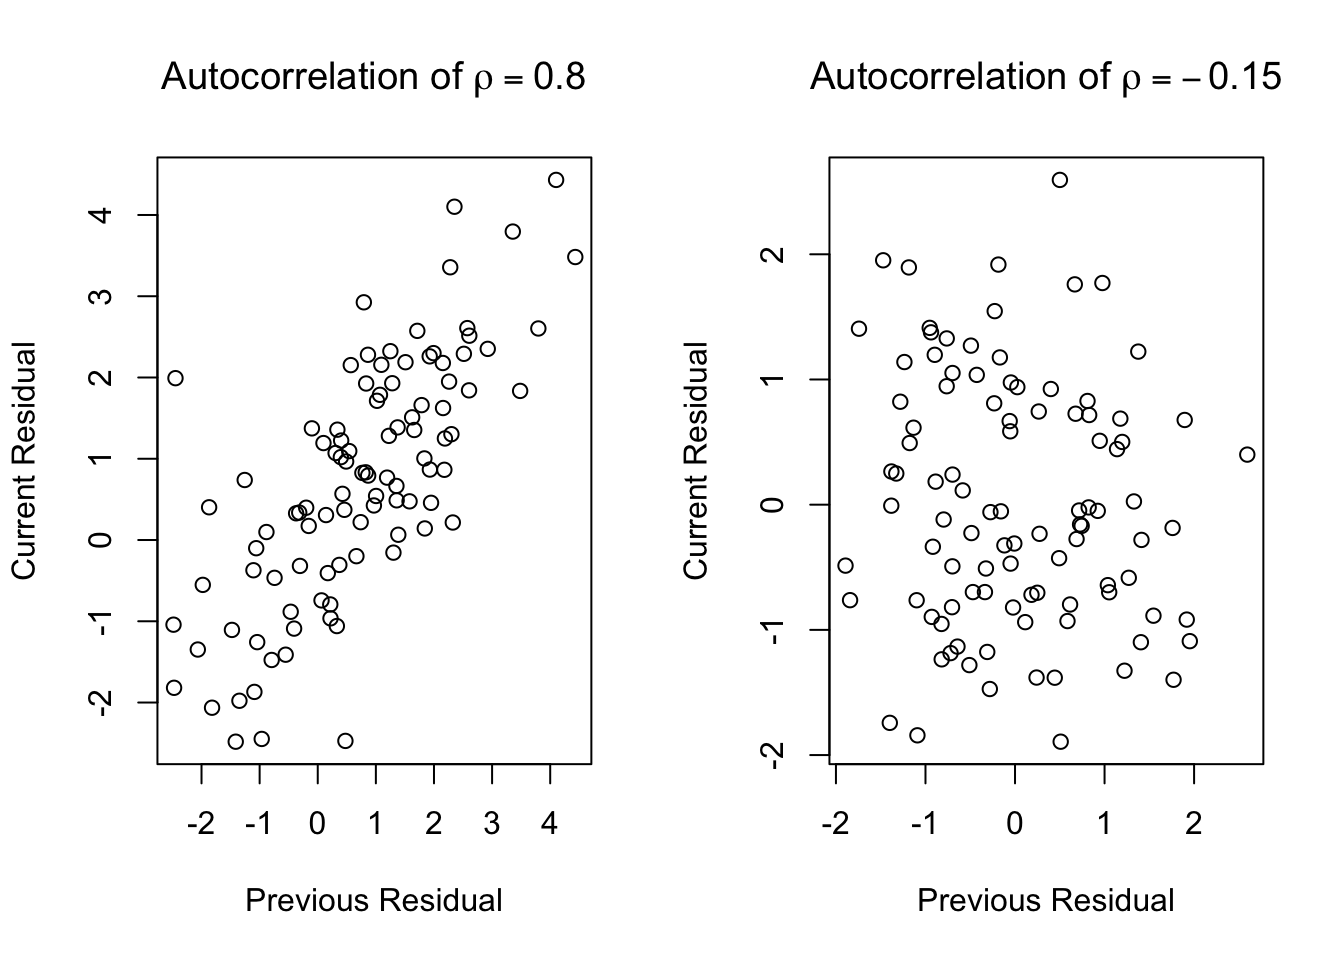 Autocorrelation of ρ = 0.8
Current Residual
4
3
2
1
0
-1
-2
-2 -1 0 1 2 3 4
Previous Residual
Autocorrelation of ρ = − 0.15
Current Residual
2
1
0
-1
-2
-2 -1 0 1 2
Previous Residual